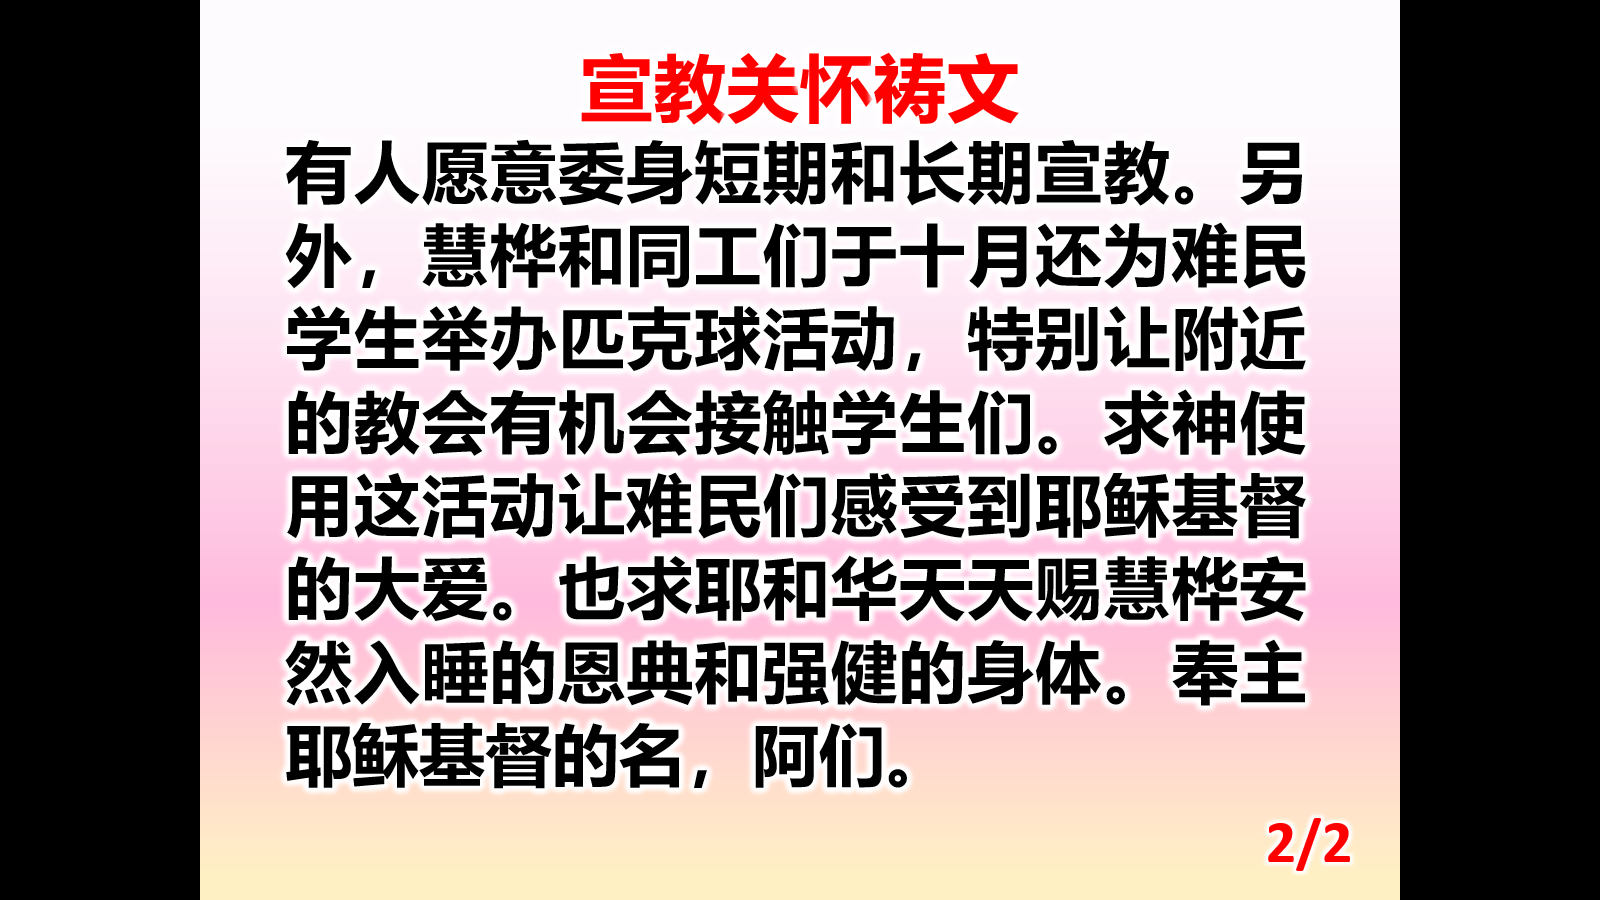 宣教关怀祷文
有人愿意委身短期和长期宣教。另
外，慧桦和同工们于十月还为难民
学生举办匹克球活动，特别让附近
的教会有机会接触学生们。求神使
用这活动让难民们感受到耶稣基督
的大爱。也求耶和华天天赐慧桦安
然入睡的恩典和强健的身体。奉主
耶稣基督的名，阿们。
2/2